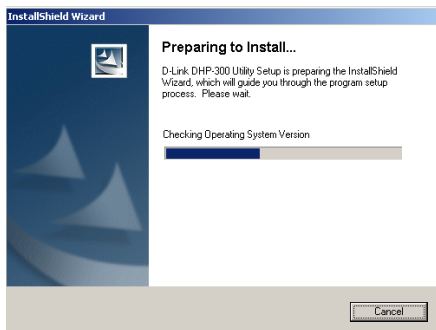 InstallShield Wizard
Preparing to Install...
D-Link DHP-300 Utility Setup is preparing the InstallShield
Wizard, which will guide you through the program setup
process. Please wait.
Checking Operating System Version
Cancel